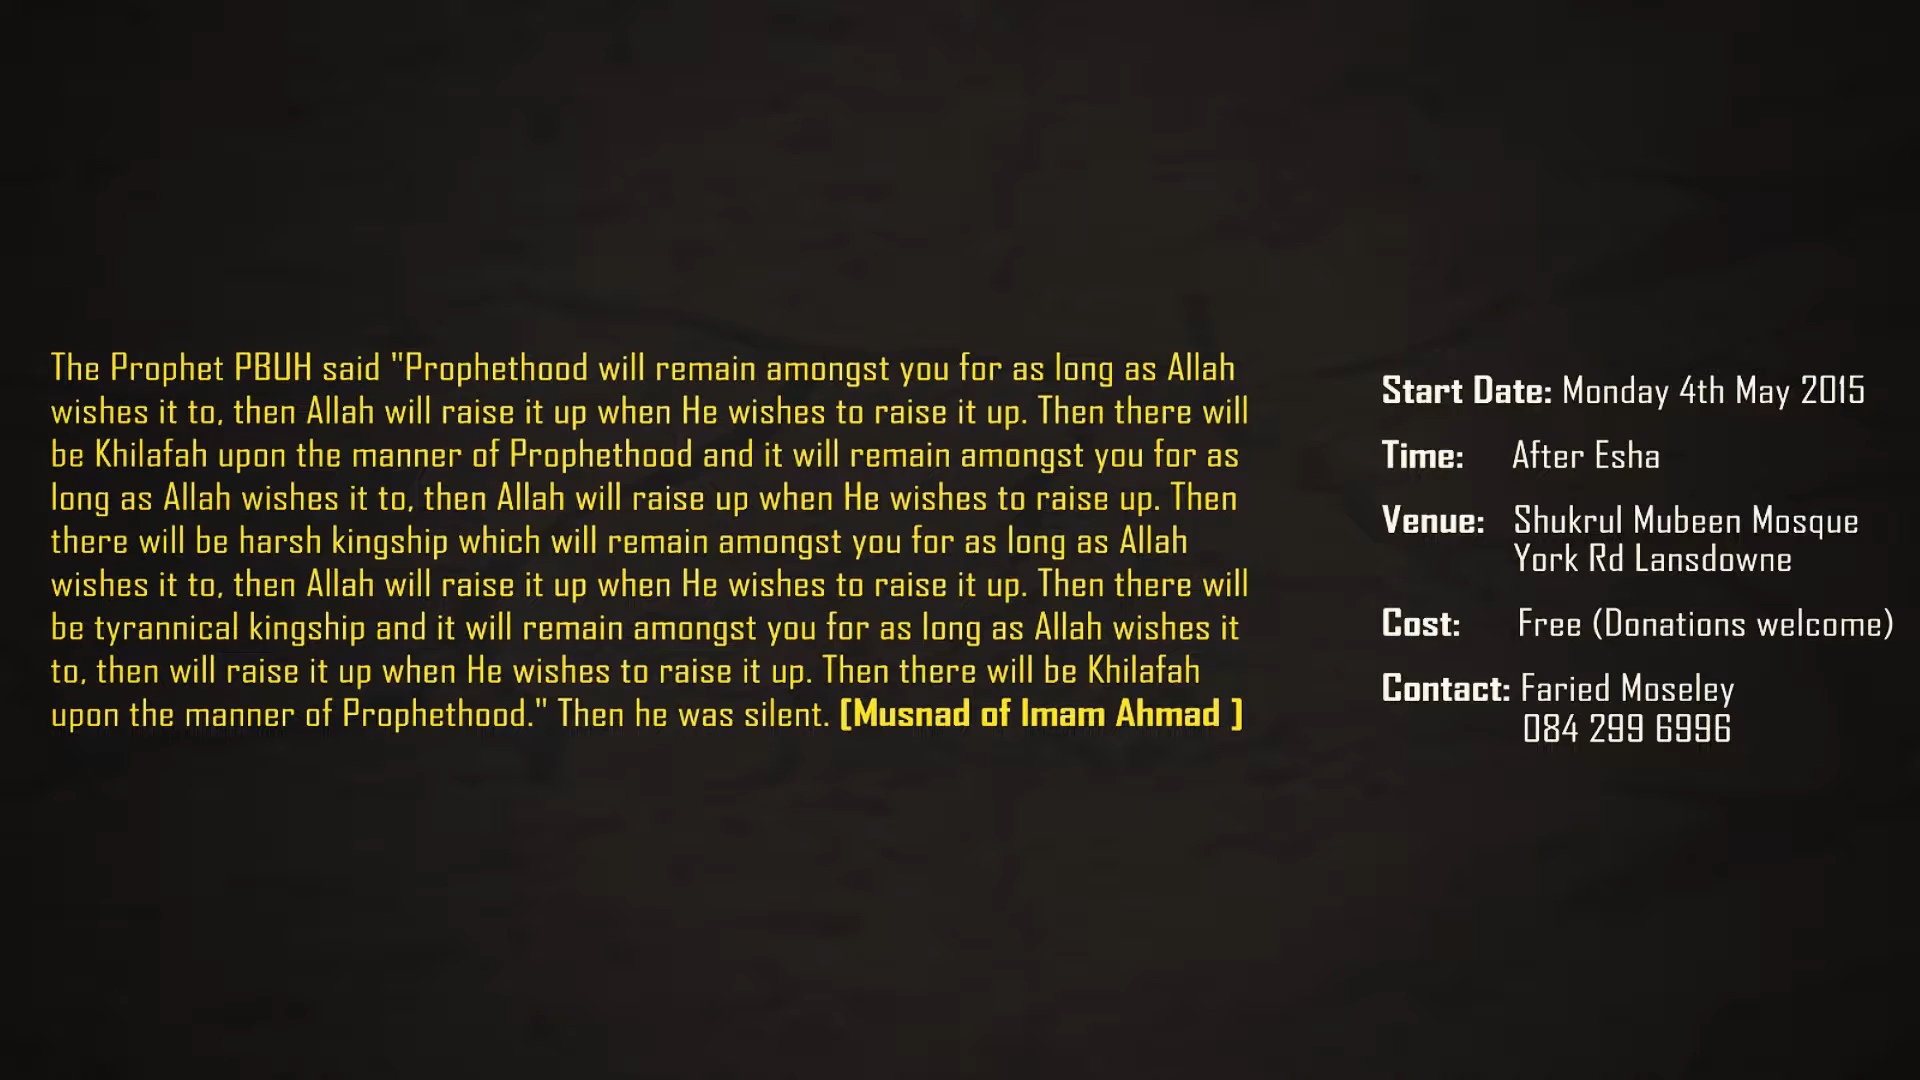 The Prophet PBUH said "Prophethood will remain amongst you for as long as Allah
wishes it to, then Allah will raise it up when He wishes to raise it up. Then there will
be Khilafah upon the manner of Prophethood and it will remain amongst you for as
long as Allah wishes it to, then Allah will raise up when He wishes to raise up. Then
there will be harsh kingship which will remain amongst you for as long as Allah
wishes it to, then Allah will raise it up when He wishes to raise it up. Then there will
be tyrannical kingship and it will remain amongst you for as long as Allah wishes it
to, then will raise it up when He wishes to raise it up. Then there will be Khilafah
upon the manner of Prophethood." Then he was silent. [Musnad of Imam Ahmad ]
Start Date: Monday 4th May 2015
Time: After Esha
Venue: Shukrul Mubeen Mosque
York Rd Lansdowne
Cost: Free (Donations welcome)
Contact: Faried Moseley
084 299 6996